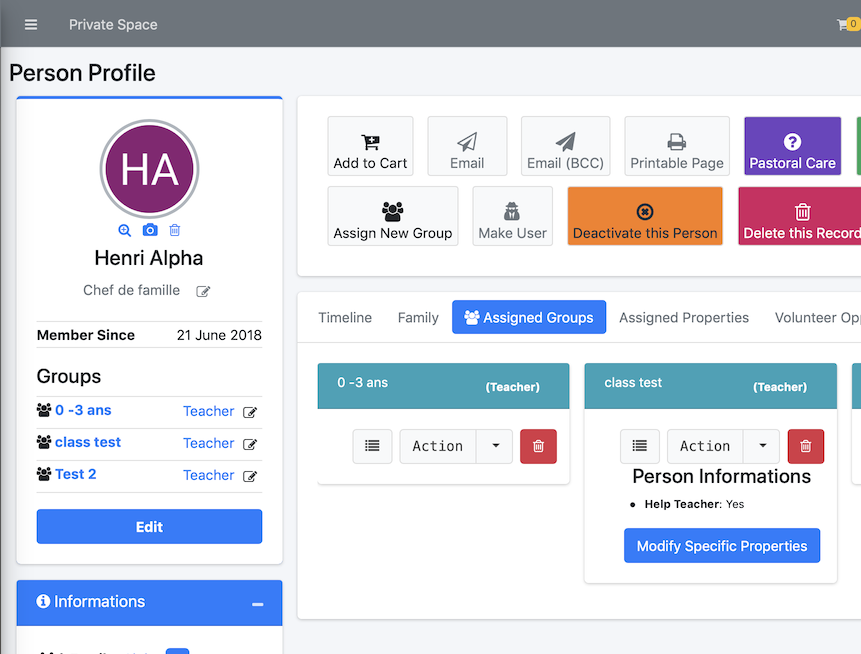 Private Space
0
Person Profile
HA
Henri Alpha
Chef de famille
Member Since 21 June 2018
Groups
0 -3 ans Teacher
class test Teacher
Test 2 Teacher
Edit
Informations
Add to Cart
Email
Email (BCC)
Printable Page
Pastoral Care
Assign New Group
Make User
Deactivate this Person
Delete this Record
Timeline
Family
Assigned Groups
Assigned Properties
Volunteer Opp
0 -3 ans (Teacher)
Action
class test (Teacher)
Action
Person Informations
Help Teacher: Yes
Modify Specific Properties